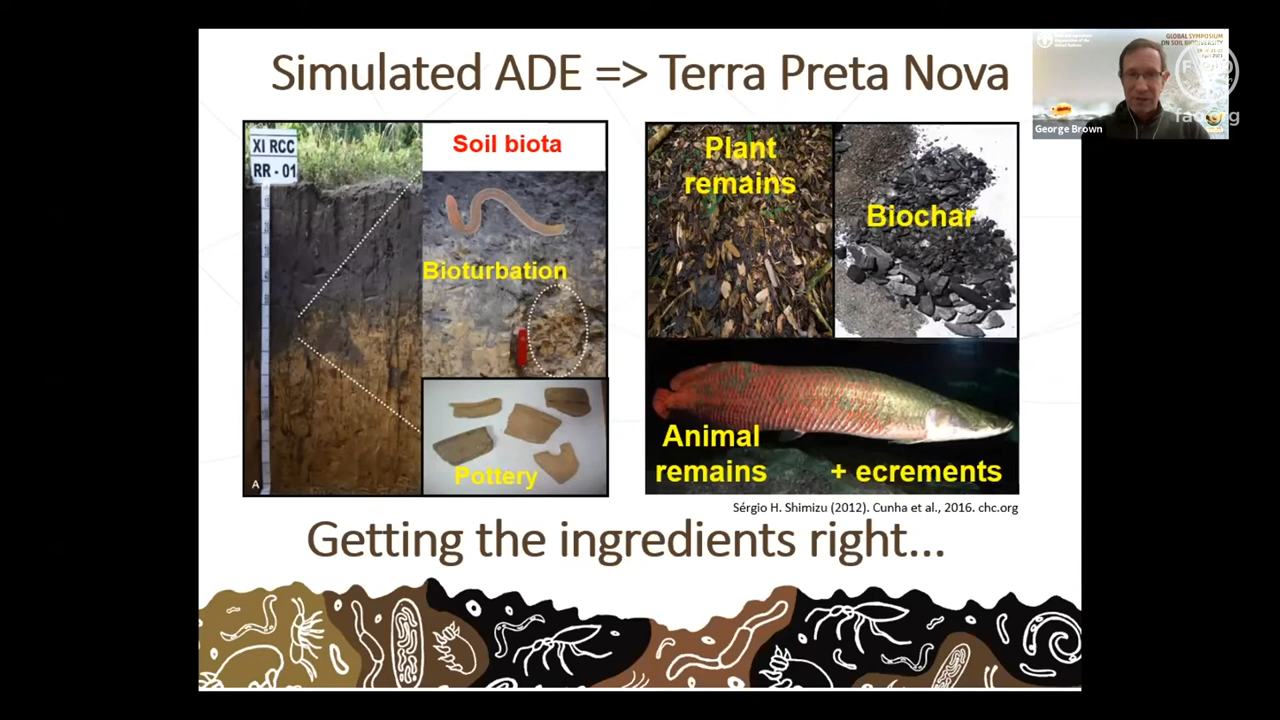 Simulated ADE => Terra Preta Nova
XI RCC
RR - 01
Soil biota
Bioturbation
Pottery
A
Plant
remains
Biochar
Animal
remains
+ ecrements
Sérgio H. Shimizu (2012). Cunha et al., 2016. chc.org
Getting the ingredients right...
GLOBAL SYMPOSIUM
ON SOIL BIODIVERSITY
fao.org
George Brown